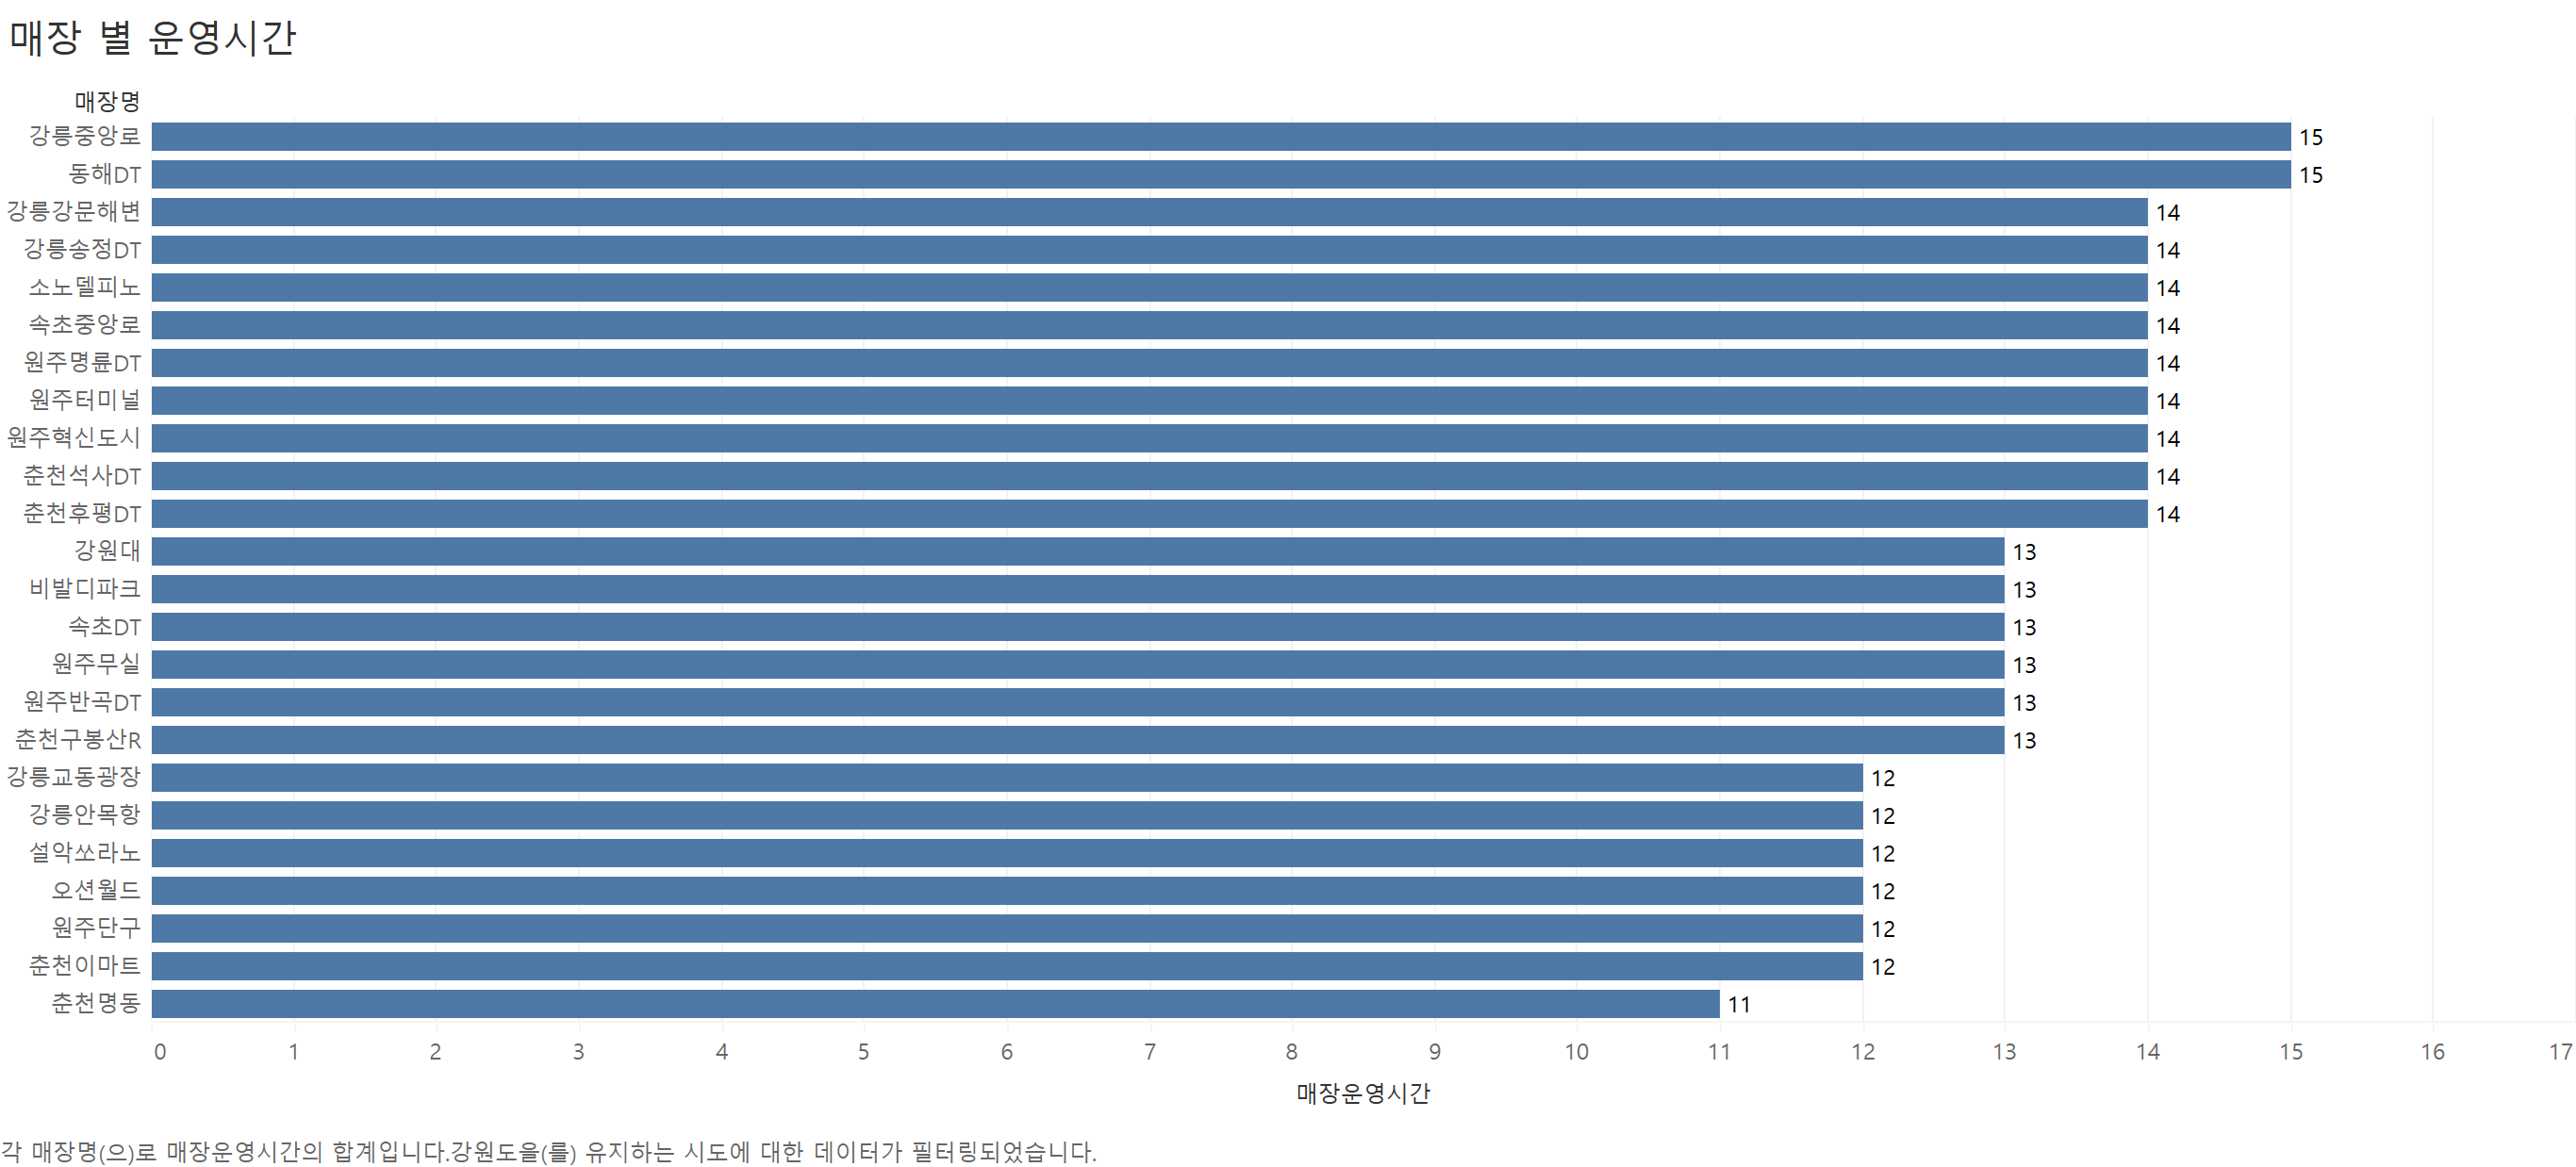 매장 별 운영시간
매장명
강릉중앙로 15
동해DT 15
강릉강문해변 14
강릉송정DT 14
소노델피노 14
속초중앙로 14
원주명륜DT 14
원주터미널 14
원주혁신도시 14
춘천석사DT 14
춘천후평DT 14
강원대 13
비발디파크 13
속초DT 13
원주무실 13
원주반곡DT 13
춘천구봉산R 13
강릉교동광장 12
강릉안목항 12
설악쏘라노 12
오션월드 12
원주단구 12
춘천이마트 12
춘천명동 11
0 1 2 3 4 5 6 7 8 9 10 11 12 13 14 15 16 17
매장운영시간
각 매장명(으)로 매장운영시간의 합계입니다.강원도을(를) 유지하는 시도에 대한 데이터가 필터링되었습니다.